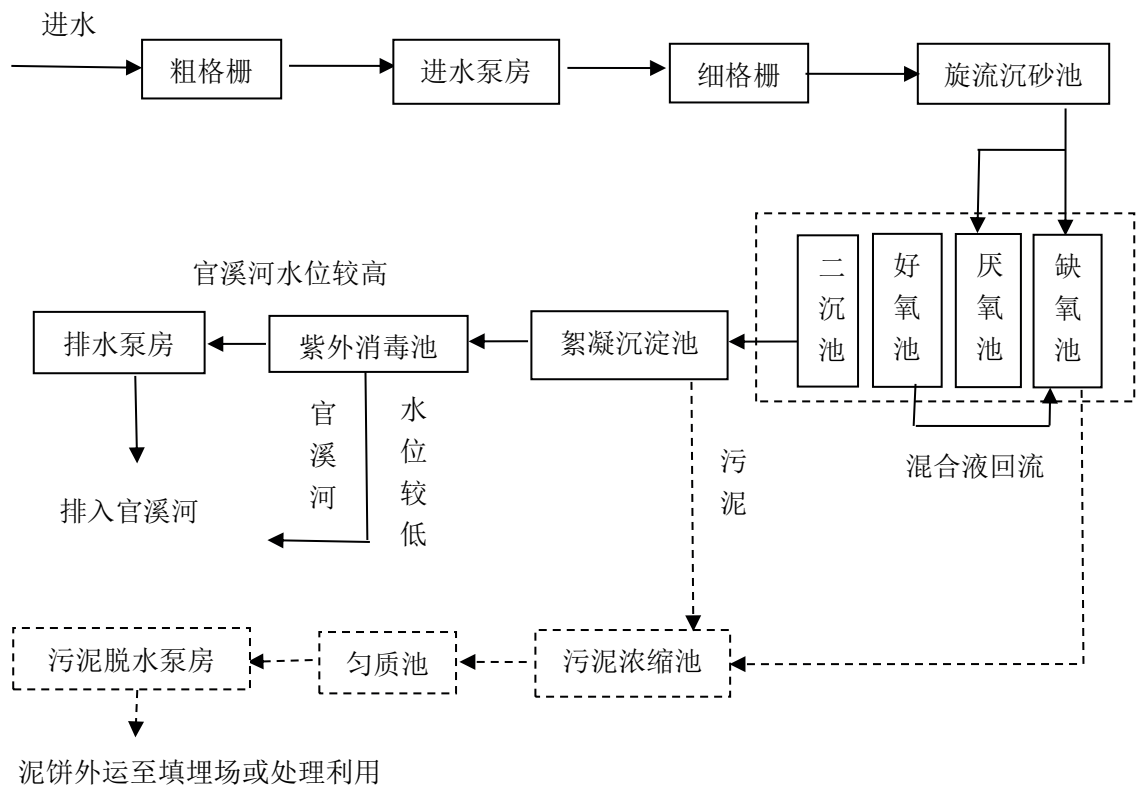 进水
粗格栅
进水泵房
细格栅
旋流沉砂池
二沉池
好氧池
厌氧池
缺氧池
官溪河水位较高
排水泵房
紫外消毒池
絮凝沉淀池
官溪河
水位较低
污泥
混合液回流
排入官溪河
污泥脱水泵房
匀质池
污泥浓缩池
泥饼外运至填埋场或处理利用